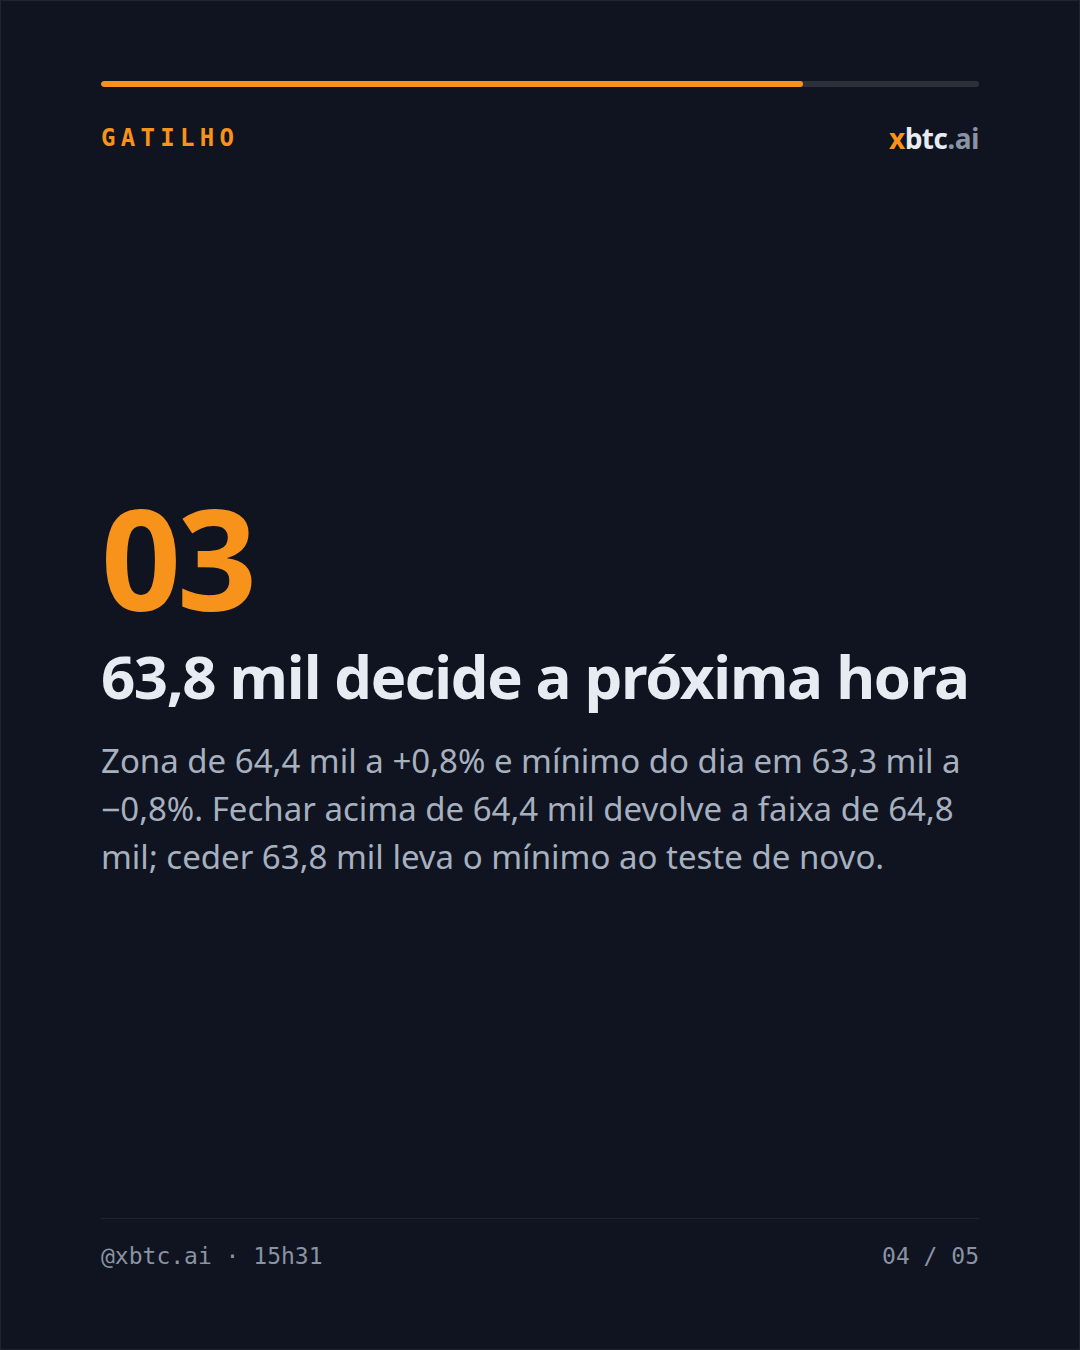 GATILHO
xbtc.ai
03
63,8 mil decide a próxima hora
Zona de 64,4 mil a +0,8% e mínimo do dia em 63,3 mil a
−0,8%. Fechar acima de 64,4 mil devolve a faixa de 64,8
mil; ceder 63,8 mil leva o mínimo ao teste de novo.
@xbtc.ai · 15h31
04 / 05